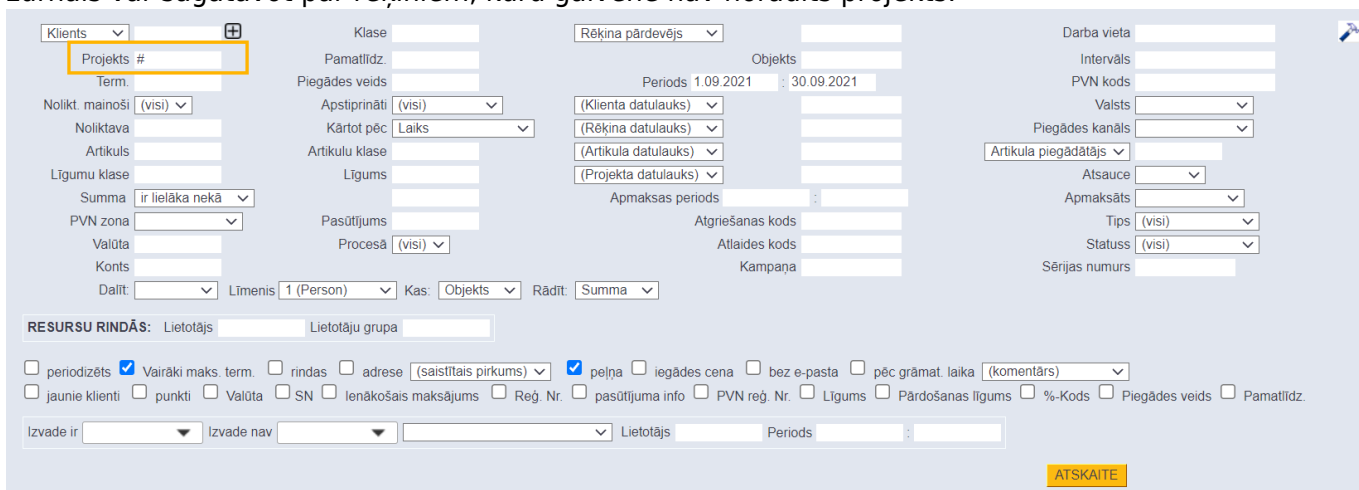 Klients Klase Rēķina pārdevējs Darba vieta
Projekts # Pamatlīdz. Objekts Intervāls
Term. Piegādes veids Periods 1.09.2021 : 30.09.2021 PVN kods
Nolikt. mainoši (visi) Apstiprināti (visi) (Klienta datulauks) Valsts
Noliktava Kārtot pēc Laiks (Rēķina datulauks) Piegādes kanāls
Artikuls Artikulu klase (Artikula datulauks) Artikula piegādātājs
Līgumu klase Līgums (Projekta datulauks) Atsauce
Summa ir lielāka nekā Apmaksas periods : Apmaksāts
PVN zona Pasūtījums Atgriešanas kods Tips (visi)
Valūta Procesā (visi) Atlaides kods Statuss (visi)
Konts Kampaņa Sērijas numurs
Dalīt: Līmenis 1 (Person) Kas: Objekts Rādīt: Summa
RESURSU RINDĀS: Lietotājs Lietotāju grupa
periodizēts Vairāki maks. term. rindas adrese (saistītais pirkums) peļņa iegādes cena bez e-pasta pēc grāmat. laika (komentārs)
jaunie klienti punkti Valūta SN Ienākošais maksājums Reģ. Nr. pasūtījuma info PVN reģ. Nr. Līgums Pārdošanas līgums %-Kods Piegādes veids Pamatlīdz.
Izvade ir Izvade nav Lietotājs Periods :
ATSKAITE